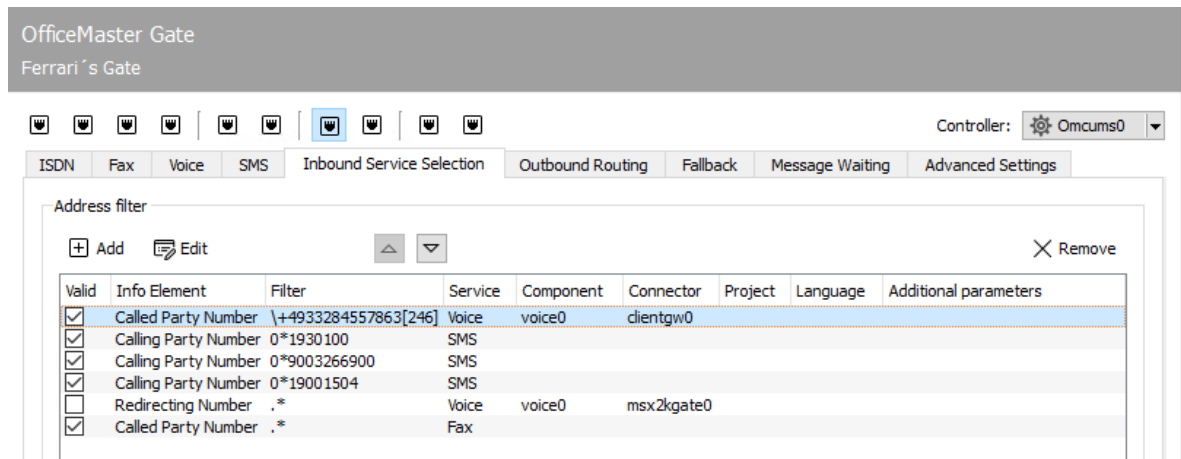 OfficeMaster Gate
Ferrari´s Gate
Controller: Omcums0
ISDN Fax Voice SMS Inbound Service Selection Outbound Routing Fallback Message Waiting Advanced Settings
Address filter
Add Edit Remove
Valid Info Element Filter Service Component Connector Project Language Additional parameters
Called Party Number \+4933284557863[246] Voice voice0 clientgw0
Calling Party Number 0*1930100 SMS
Calling Party Number 0*9003266900 SMS
Calling Party Number 0*19001504 SMS
Redirecting Number .* Voice voice0 msx2kgate0
Called Party Number .* Fax